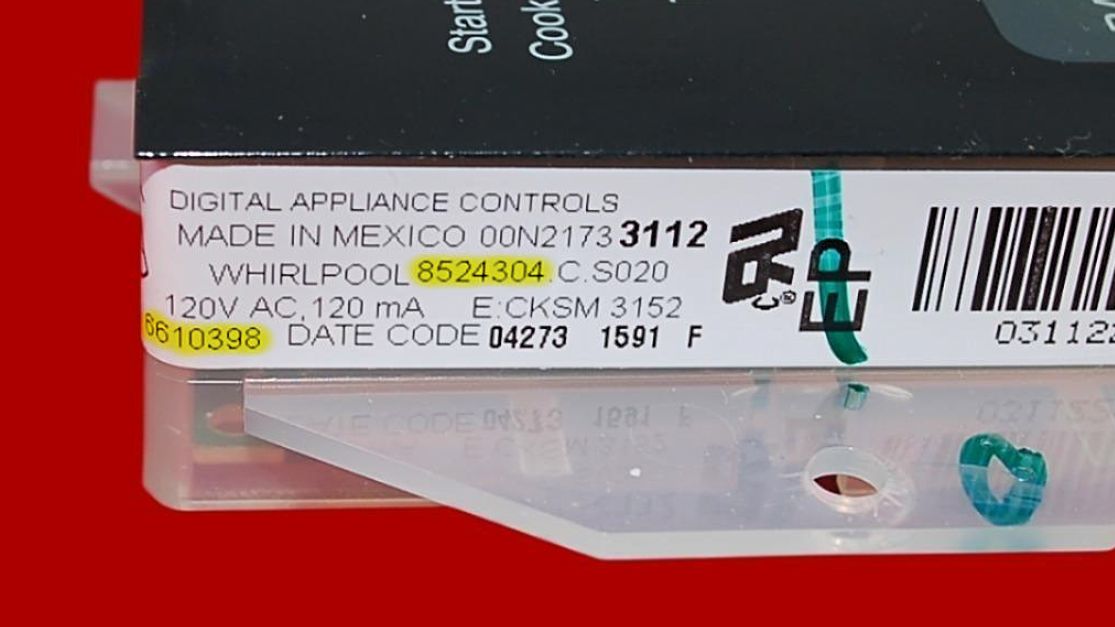 Start
Cook
DIGITAL APPLIANCE CONTROLS
MADE IN MEXICO 00N2173 3112
WHIRLPOOL 8524304.C.S020
120V AC, 120 mA E:CKSM 3152
6610398 DATE CODE 04273 1591 F
EP
031122